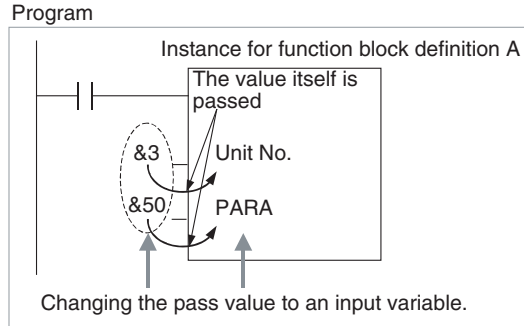 Program
Instance for function block definition A
The value itself is
passed
&3
Unit No.
&50
PARA
Changing the pass value to an input variable.